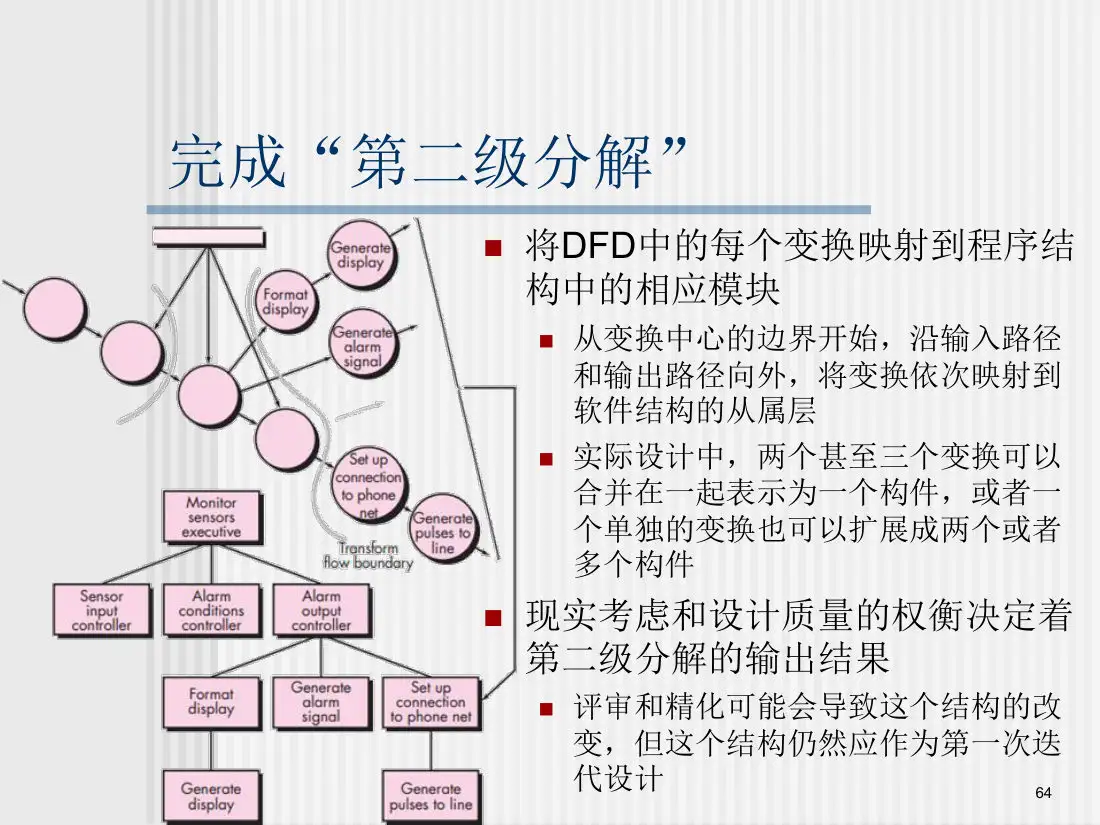 完成“第二级分解”
Generate
display
Format
display
Generate
alarm
signal
Set up
connection
to phone
net
Generate
pulses to
line
Transform
flow boundary
Monitor
sensors
executive
Sensor
input
controller
Alarm
conditions
controller
Alarm
output
controller
Format
display
Generate
alarm
signal
Set up
connection
to phone net
Generate
display
Generate
pulses to line
将DFD中的每个变换映射到程序结
构中的相应模块
从变换中心的边界开始，沿输入路径
和输出路径向外，将变换依次映射到
软件结构的从属层
实际设计中，两个甚至三个变换可以
合并在一起表示为一个构件，或者一
个单独的变换也可以扩展成两个或者
多个构件
现实考虑和设计质量的权衡决定着
第二级分解的输出结果
评审和精化可能会导致这个结构的改
变，但这个结构仍然应作为第一次迭
代设计
64